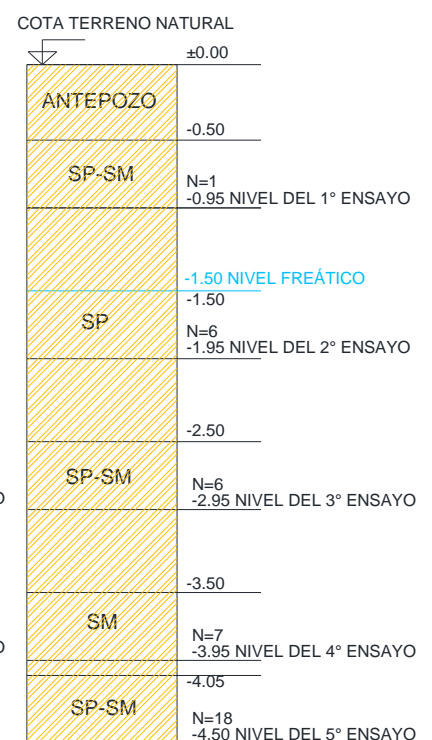 COTA TERRENO NATURAL
±0.00
ANTEPOZO
-0.50
SP-SM
N=1
-0.95 NIVEL DEL 1° ENSAYO
-1.50 NIVEL FREÁTICO
-1.50
SP
N=6
-1.95 NIVEL DEL 2° ENSAYO
-2.50
SP-SM
N=6
-2.95 NIVEL DEL 3° ENSAYO
-3.50
SM
N=7
-3.95 NIVEL DEL 4° ENSAYO
-4.05
SP-SM
N=18
-4.50 NIVEL DEL 5° ENSAYO